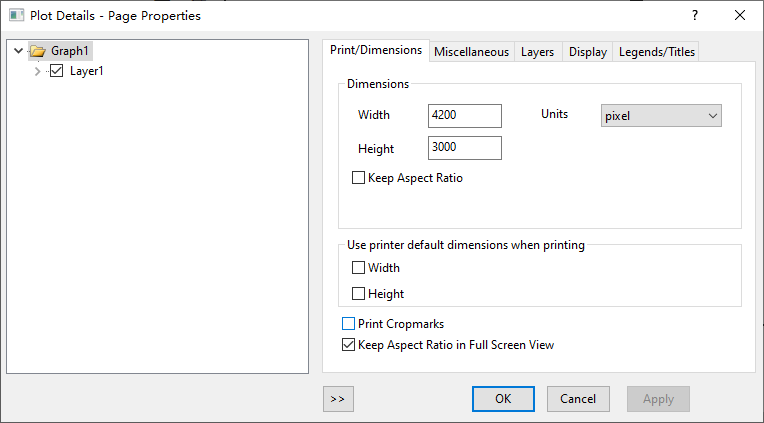 Plot Details - Page Properties
?
Graph1
Layer1
Print/Dimensions Miscellaneous Layers Display Legends/Titles
Dimensions
Width 4200 Units pixel
Height 3000
Keep Aspect Ratio
Use printer default dimensions when printing
Width
Height
Print Cropmarks
Keep Aspect Ratio in Full Screen View
>> OK Cancel Apply